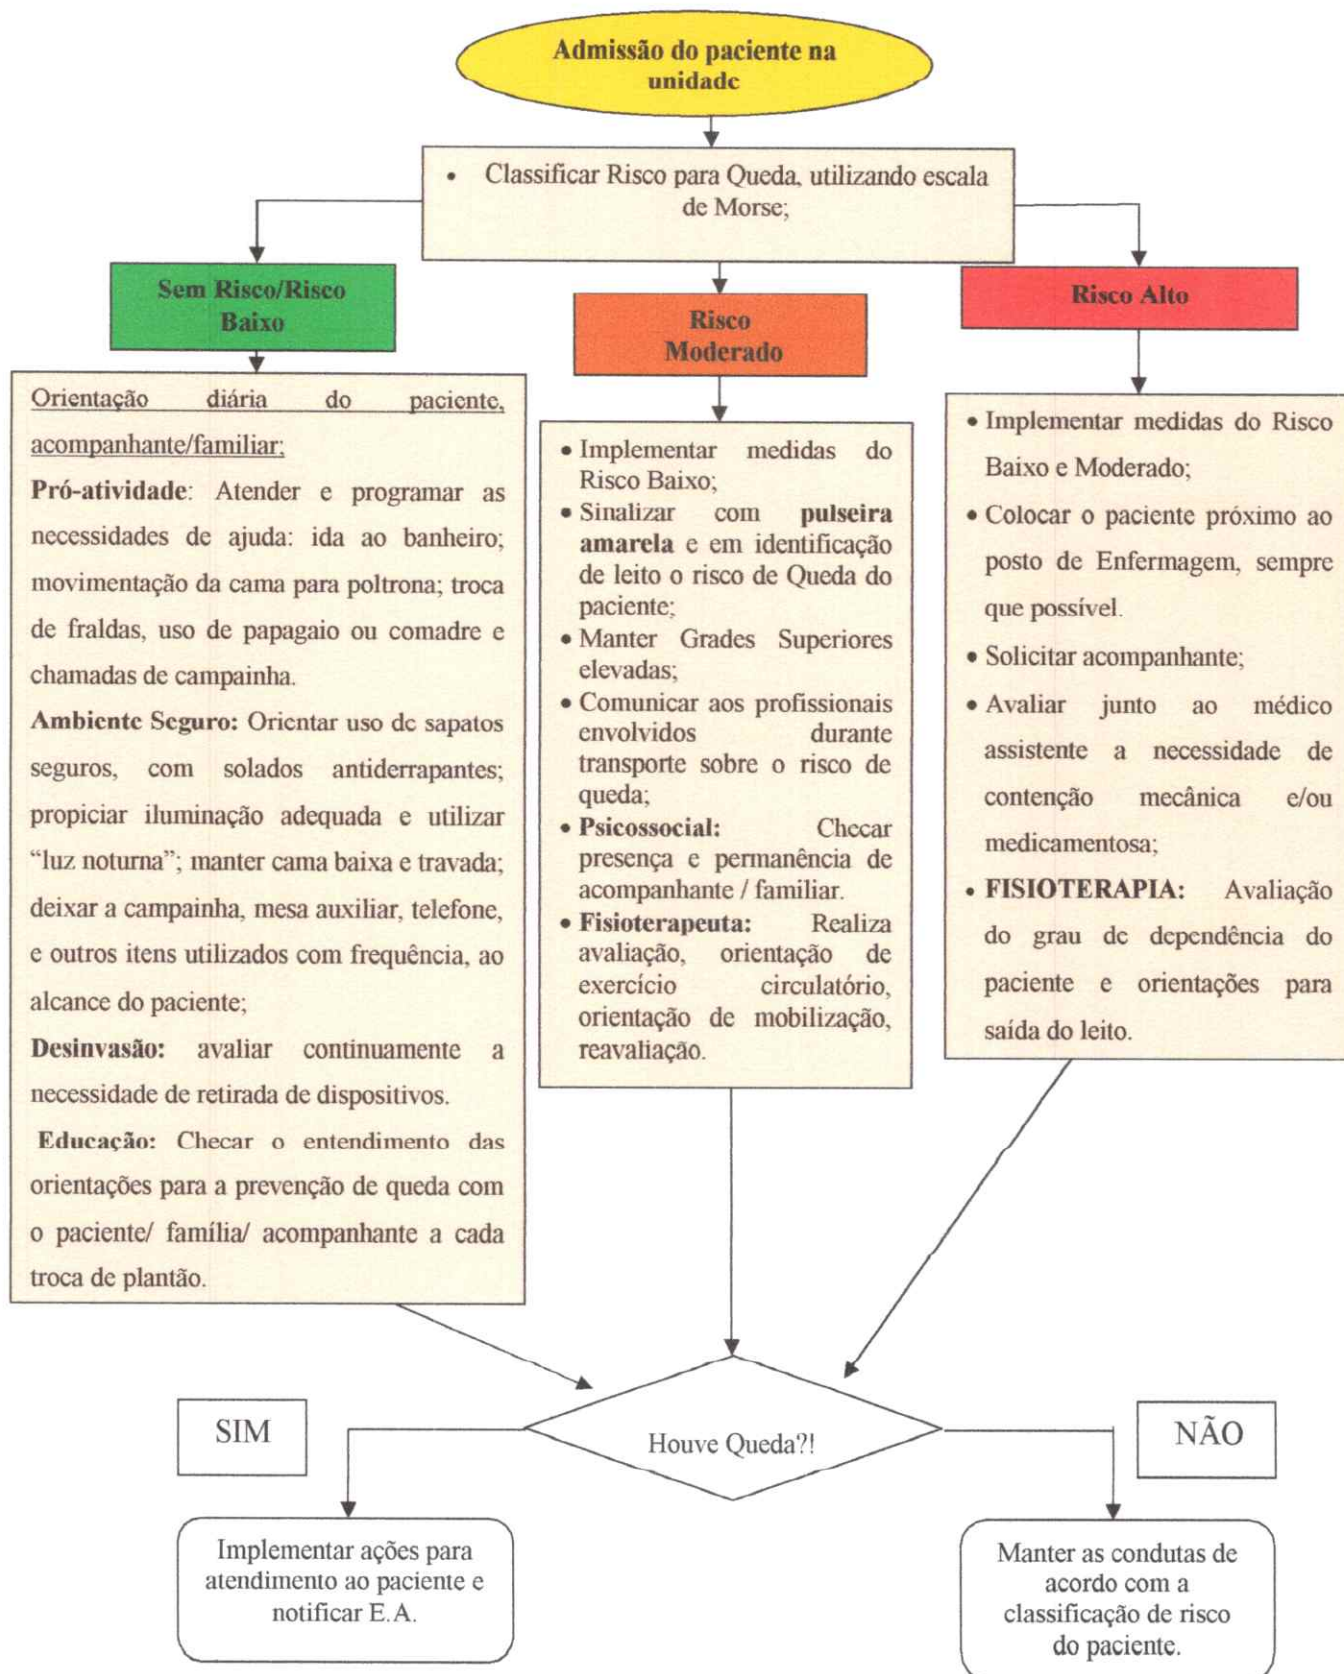 Admissão do paciente na
unidade
• Classificar Risco para Queda, utilizando escala
de Morse;
Sem Risco/Risco
Baixo
Risco
Moderado
Risco Alto
Orientação diária do paciente,
acompanhante/familiar;
Pró-atividade: Atender e programar as
necessidades de ajuda: ida ao banheiro;
movimentação da cama para poltrona; troca
de fraldas, uso de papagaio ou comadre e
chamadas de campainha.
Ambiente Seguro: Orientar uso de sapatos
seguros, com solados antiderrapantes;
propiciar iluminação adequada e utilizar
“luz noturna”; manter cama baixa e travada;
deixar a campainha, mesa auxiliar, telefone,
e outros itens utilizados com frequência, ao
alcance do paciente;
Desinvasão: avaliar continuamente a
necessidade de retirada de dispositivos.
Educação: Checar o entendimento das
orientações para a prevenção de queda com
o paciente/ família/ acompanhante a cada
troca de plantão.
• Implementar medidas do
Risco Baixo;
• Sinalizar com pulseira
amarela e em identificação
de leito o risco de Queda do
paciente;
• Manter Grades Superiores
elevadas;
• Comunicar aos profissionais
envolvidos durante
transporte sobre o risco de
queda;
• Psicossocial: Checar
presença e permanência de
acompanhante / familiar.
• Fisioterapeuta: Realiza
avaliação, orientação de
exercício circulatório,
orientação de mobilização,
reavaliação.
• Implementar medidas do Risco
Baixo e Moderado;
• Colocar o paciente próximo ao
posto de Enfermagem, sempre
que possível.
• Solicitar acompanhante;
• Avaliar junto ao médico
assistente a necessidade de
contenção mecânica e/ou
medicamentosa;
• FISIOTERAPIA: Avaliação
do grau de dependência do
paciente e orientações para
saída do leito.
Houve Queda?!
SIM
NÃO
Implementar ações para
atendimento ao paciente e
notificar E.A.
Manter as condutas de
acordo com a
classificação de risco
do paciente.